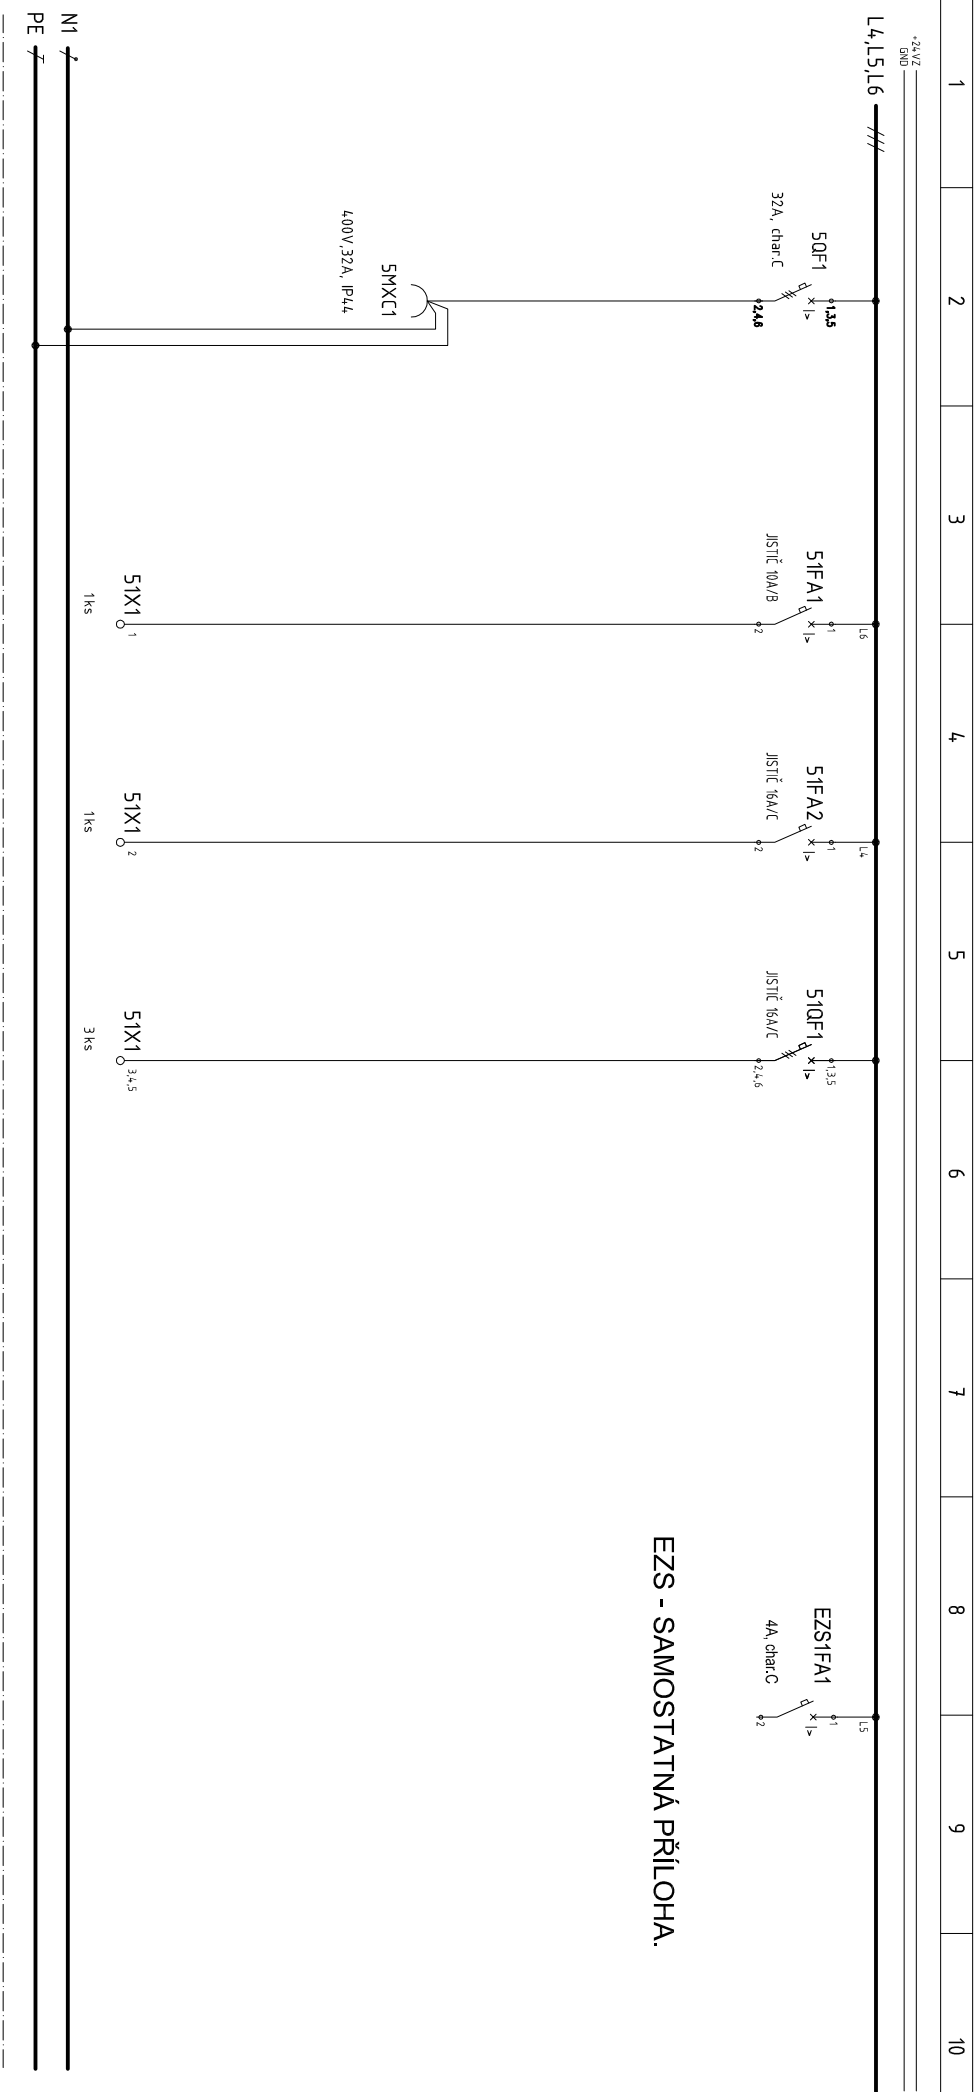 1 2 3 4 5 6 7 8 9 10
+24VZ
GND
L4,L5,L6
5QF1
32A, char.C
1,3,5
I>
2,4,6
5MXC1
400V,32A, IP44
51FA1
JISTIČ 10A/B
L6
1
I>
2
51X1
1
1ks
51FA2
JISTIČ 16A/C
L4
1
I>
2
51X1
2
1ks
51QF1
JISTIČ 16A/C
1,3,5
I>
2,4,6
51X1
3,4,5
3ks
EZS1FA1
4A, char.C
L5
1
I>
2
EZS - SAMOSTATNÁ PŘÍLOHA.
N1
PE